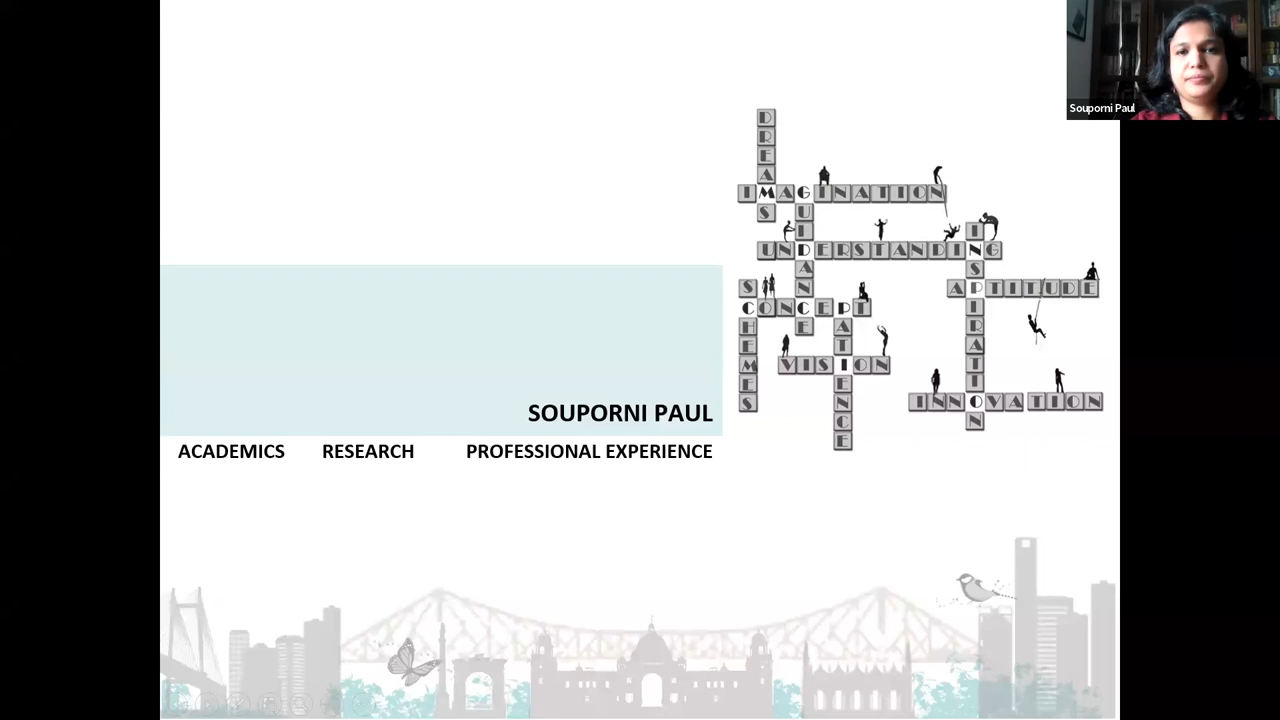 Souporni Paul
DREAMS
IMAGINATION
GUIDANCE
UNDERSTANDING
INSPIRATION
APTITUDE
SCHEMES
CONCEPT
PATIENCE
VISION
INNOVATION
SOUPORNI PAUL
ACADEMICS RESEARCH PROFESSIONAL EXPERIENCE